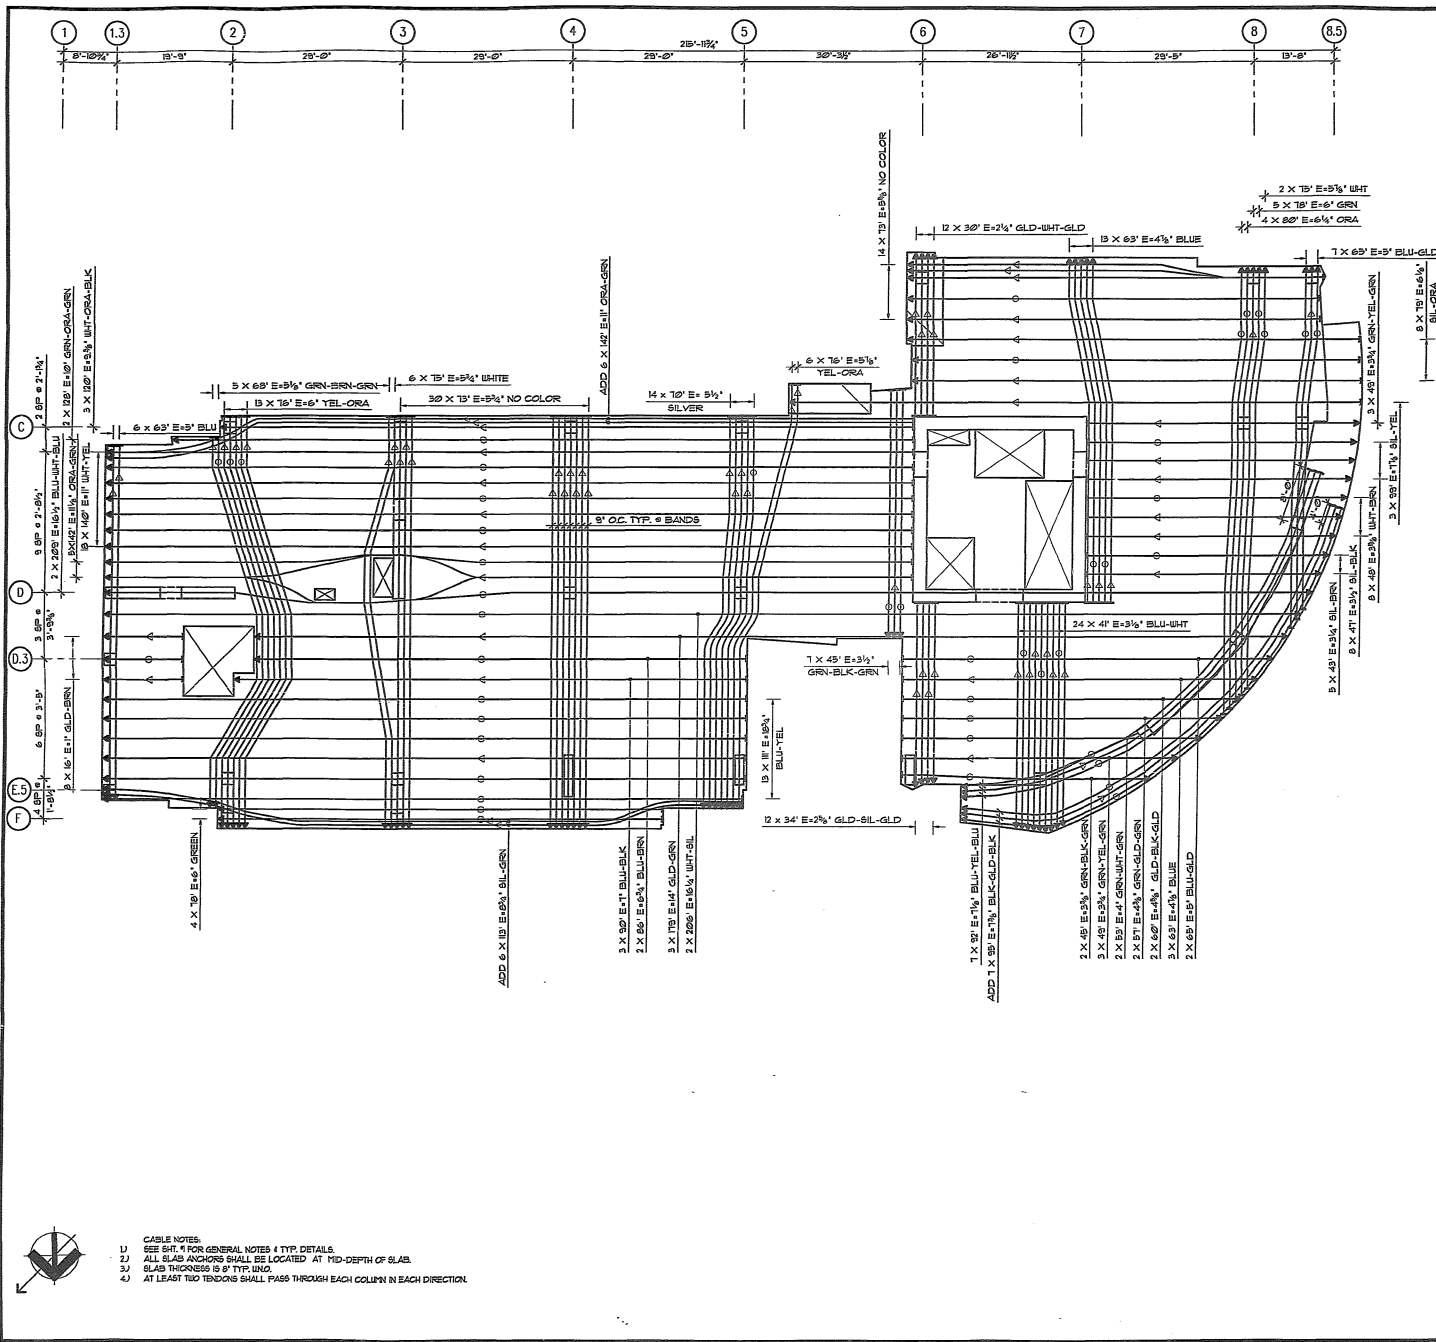 1
1.3
2
3
4
5
6
7
8
8.5
215'-11¾"
8'-10¾"
19'-9"
29'-0"
29'-0"
29'-0"
30'-3½"
26'-11½"
29'-5"
13'-8"
2 X 75' E=5⅞" WHT
5 X 78' E=6" GRN
4 X 80' E=6¼" ORA
14 X 73' E=5⅝" NO COLOR
12 X 30' E=2¼" GLD-WHT-GLD
13 X 63' E=4⅞" BLUE
7 X 65' E=5" BLU-GLD
8 X 79' E=6⅛"
SIL-ORA
3 X 49' E=3¾" GRN-YEL-GRN
2 X 128' E=10" GRN-ORA-GRN
3 X 120' E=9⅜" WHT-ORA-BLK
ADD 6 X 142' E=11" ORA-GRN
5 X 68' E=5⅛" GRN-BRN-GRN
6 X 75' E=5¾" WHITE
6 X 76' E=5⅞"
YEL-ORA
13 X 76' E=6" YEL-ORA
30 X 73' E=5¾" NO COLOR
14 X 70' E= 5½"
SILVER
6 X 63' E=5" BLU
2 SP @ 2'-1¾"
C
9 SP @ 2'-8½"
2 X 209' E=16½" BLU-WHT-BLU
5X142' E=11⅛" ORA-GRN
18 X 140' E=11" WHT-YEL
9" O.C. TYP. @ BANDS
3 X 99' E=7⅞" SIL-YEL
8 X 48' E=3⅝" WHT-BRN
8 X 47' E=3½" SIL-BLK
5 X 43' E=3¼" SIL-BRN
D
3 SP @
3'-9⅜"
24 X 41' E=3⅛" BLU-WHT
D.3
7 X 45' E=3½"
GRN-BLK-GRN
6 SP @ 3'-5"
8 X 16' E=1" GLD-BRN
13 X 111' E=8¾"
BLU-YEL
E.5
4 SP @
1'-8½"
F
12 X 34' E=2⅝" GLD-SIL-GLD
4 X 78' E=6" GREEN
ADD 6 X 113' E=8¾" SIL-GRN
3 X 90' E=7" BLU-BLK
2 X 86' E=6¾" BLU-BRN
3 X 179' E=14" GLD-GRN
2 X 206' E=16¼" WHT-SIL
7 X 92' E=7⅛" BLU-YEL-BLU
ADD 7 X 95' E=7⅜" BLK-GLD-BLK
2 X 45' E=3⅜" GRN-BLK-GRN
3 X 49' E=3¾" GRN-YEL-GRN
2 X 53' E=4" GRN-WHT-GRN
2 X 57' E=4⅜" GRN-GLD-GRN
2 X 60' E=4⅝" GLD-BLK-GLD
3 X 63' E=4⅞" BLUE
2 X 65' E=5" BLU-GLD
CABLE NOTES:
1.) SEE SHT. 1 FOR GENERAL NOTES & TYP. DETAILS.
2.) ALL SLAB ANCHORS SHALL BE LOCATED AT MID-DEPTH OF SLAB.
3.) SLAB THICKNESS IS 8" TYP. U.N.O.
4.) AT LEAST TWO TENDONS SHALL PASS THROUGH EACH COLUMN IN EACH DIRECTION.